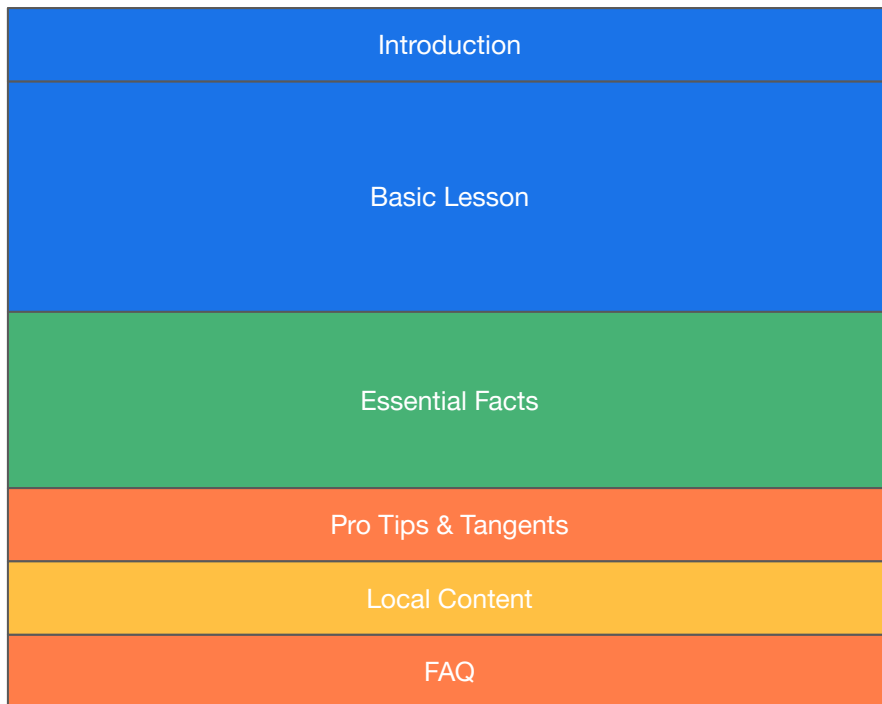 Introduction
Basic Lesson
Essential Facts
Pro Tips & Tangents
Local Content
FAQ